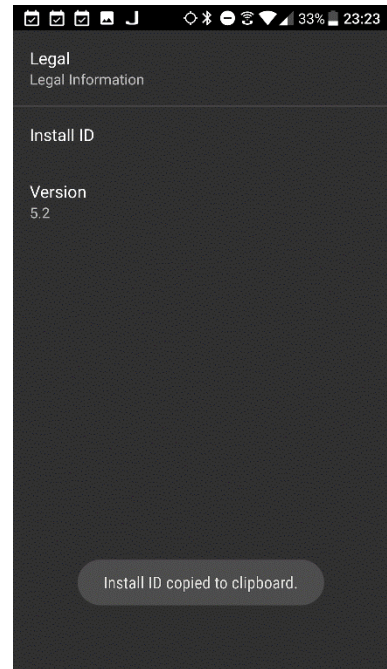 33% 23:23
Legal
Legal Information
Install ID
Version
5.2
Install ID copied to clipboard.